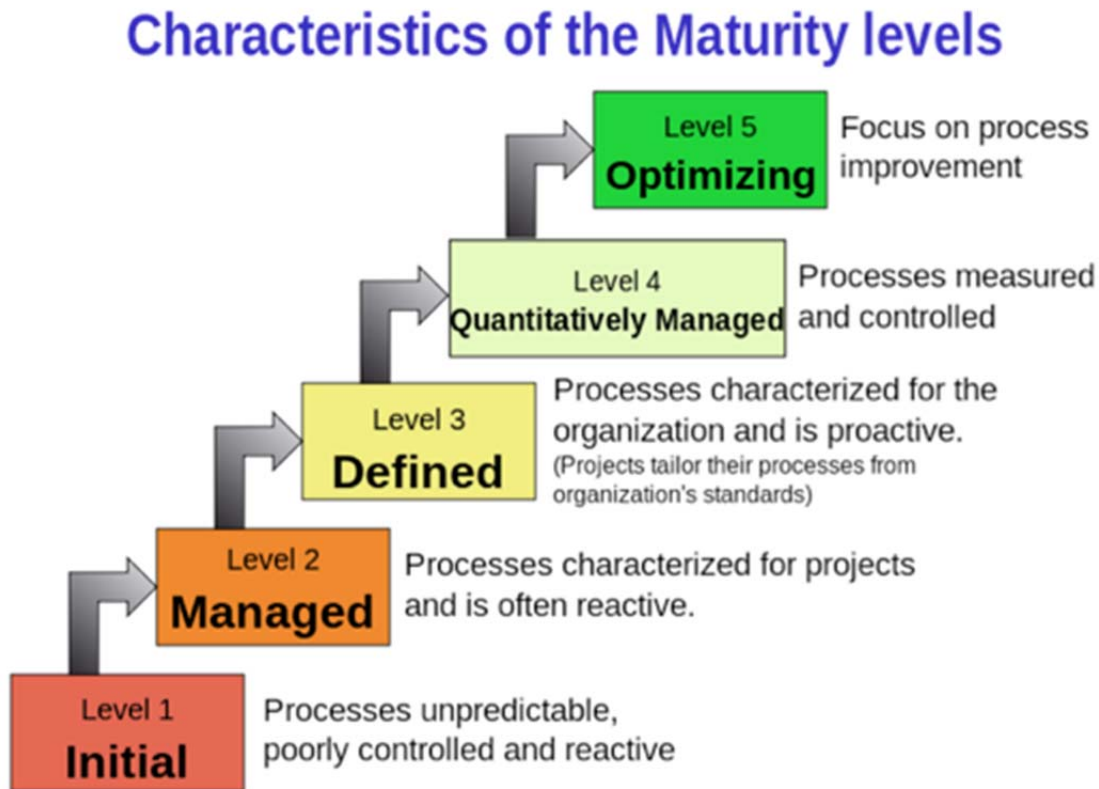 Characteristics of the Maturity levels
Level 5
Optimizing
Focus on process
improvement
Level 4
Quantitatively Managed
Processes measured
and controlled
Level 3
Defined
Processes characterized for the
organization and is proactive.
(Projects tailor their processes from
organization's standards)
Level 2
Managed
Processes characterized for projects
and is often reactive.
Level 1
Initial
Processes unpredictable,
poorly controlled and reactive